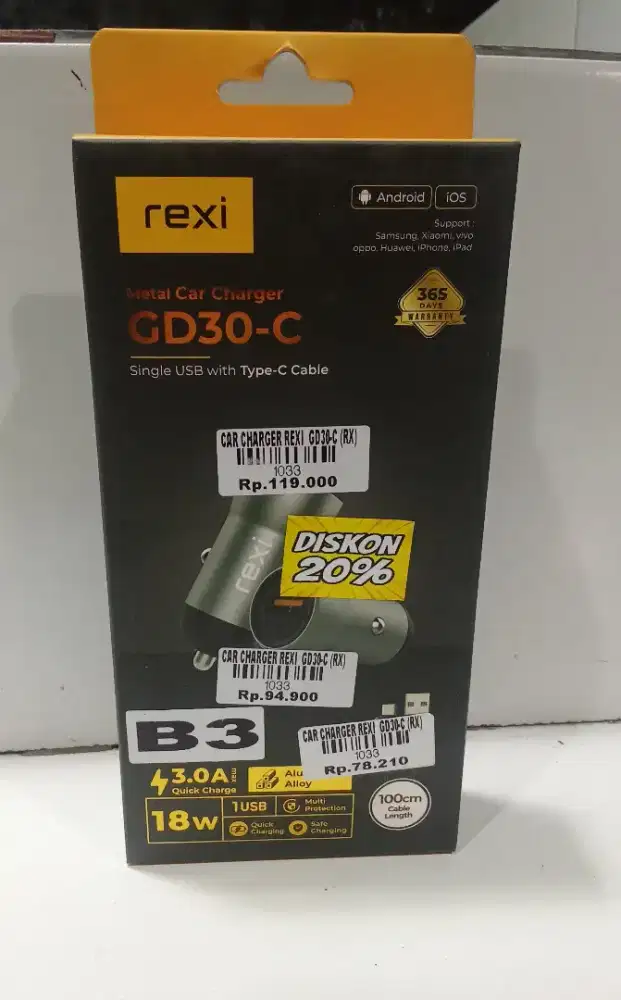 rexi
Android
iOS
Support :
Samsung, Xiaomi, vivo
oppo, Huawei, iPhone, iPad
Metal Car Charger
GD30-C
Single USB with Type-C Cable
365
DAYS
WARRANTY
CAR CHARGER REXI GD30-C (RX)
1033
Rp.119.000
DISKON
20%
rexi
CAR CHARGER REXI GD30-C (RX)
1033
Rp.94.900
B3
CAR CHARGER REXI GD30-C (RX)
1033
Rp.78.210
3.0A max
Quick Charge
Alu
Alloy
18W
1USB
Multi
Protection
Quick
Charging
Safe
Charging
100cm
Cable
Length